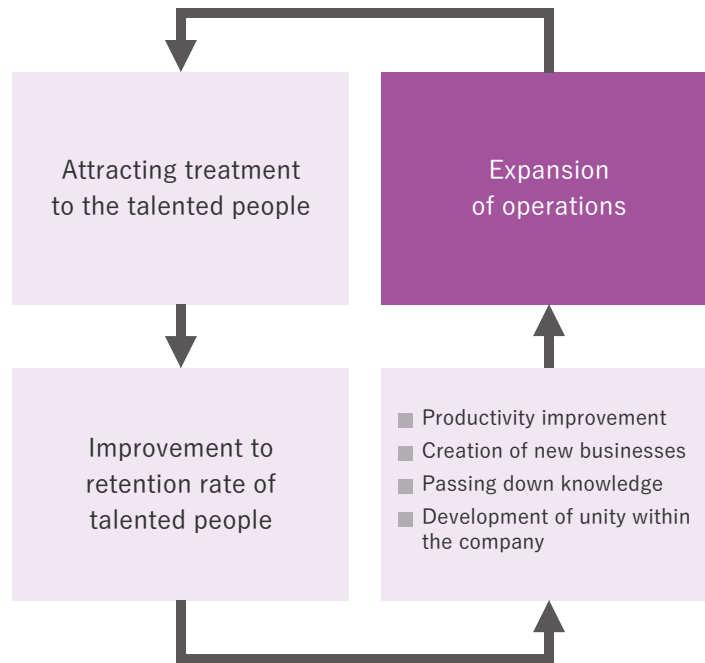 Attracting treatment
to the talented people
Expansion
of operations
Improvement to
retention rate of
talented people
Productivity improvement
Creation of new businesses
Passing down knowledge
Development of unity within
the company